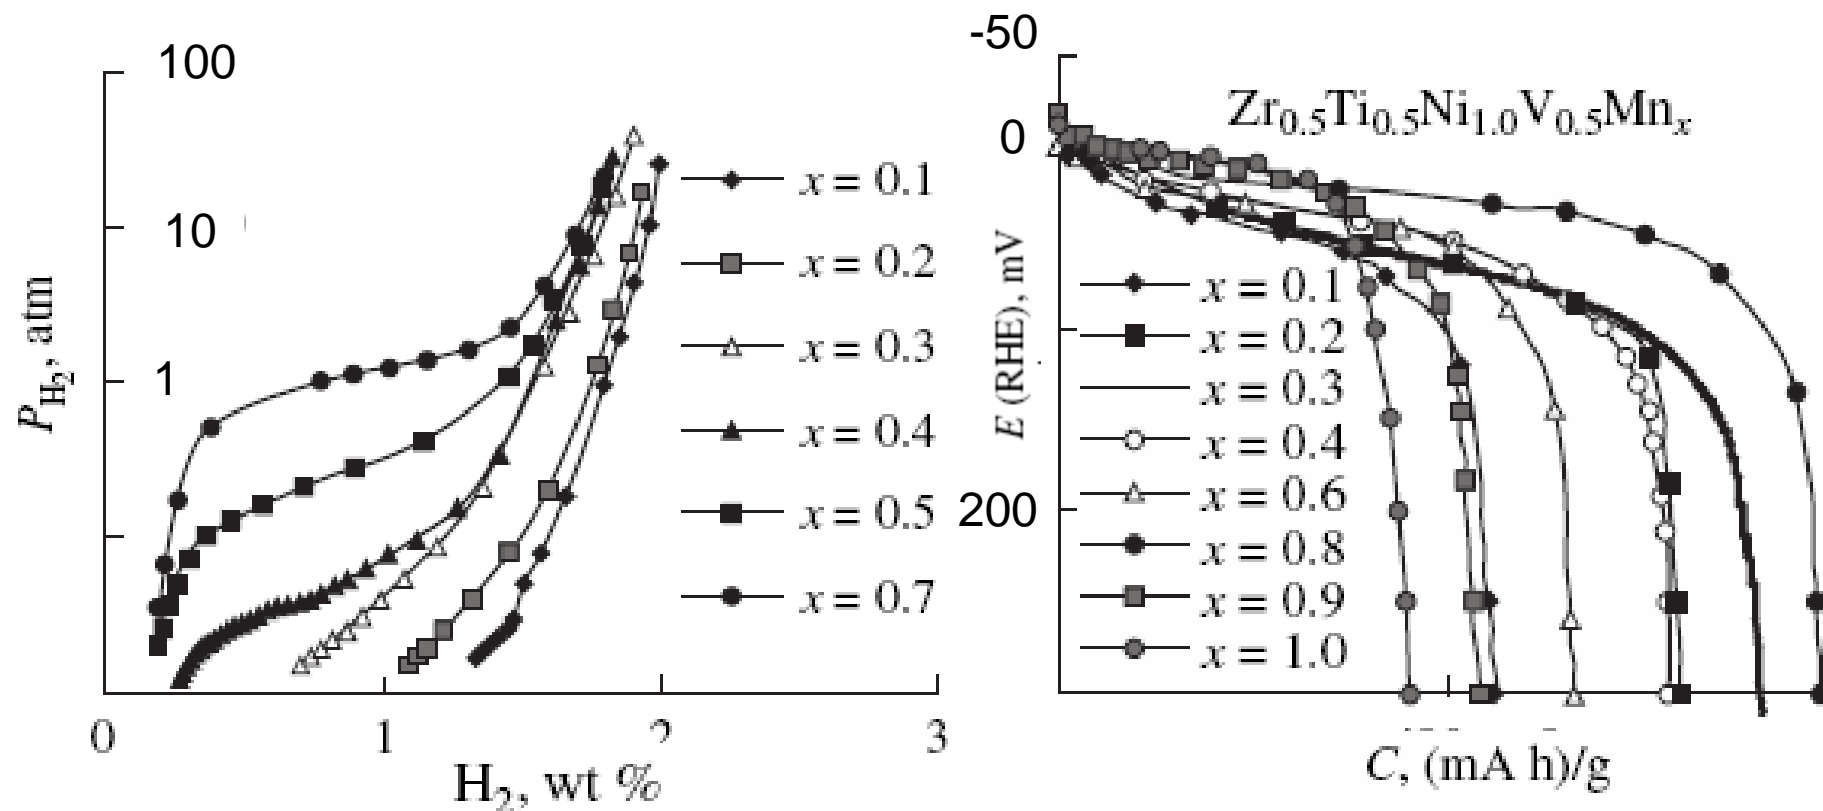 100
10
1
P_H₂, atm
0
1
3
H₂, wt %
x = 0.1
x = 0.2
x = 0.3
x = 0.4
x = 0.5
x = 0.7
-50
0
200
E (RHE), mV
Zr₀.₅Ti₀.₅Ni₁.₀V₀.₅Mnₓ
x = 0.1
x = 0.2
x = 0.3
x = 0.4
x = 0.6
x = 0.8
x = 0.9
x = 1.0
C, (mA h)/g